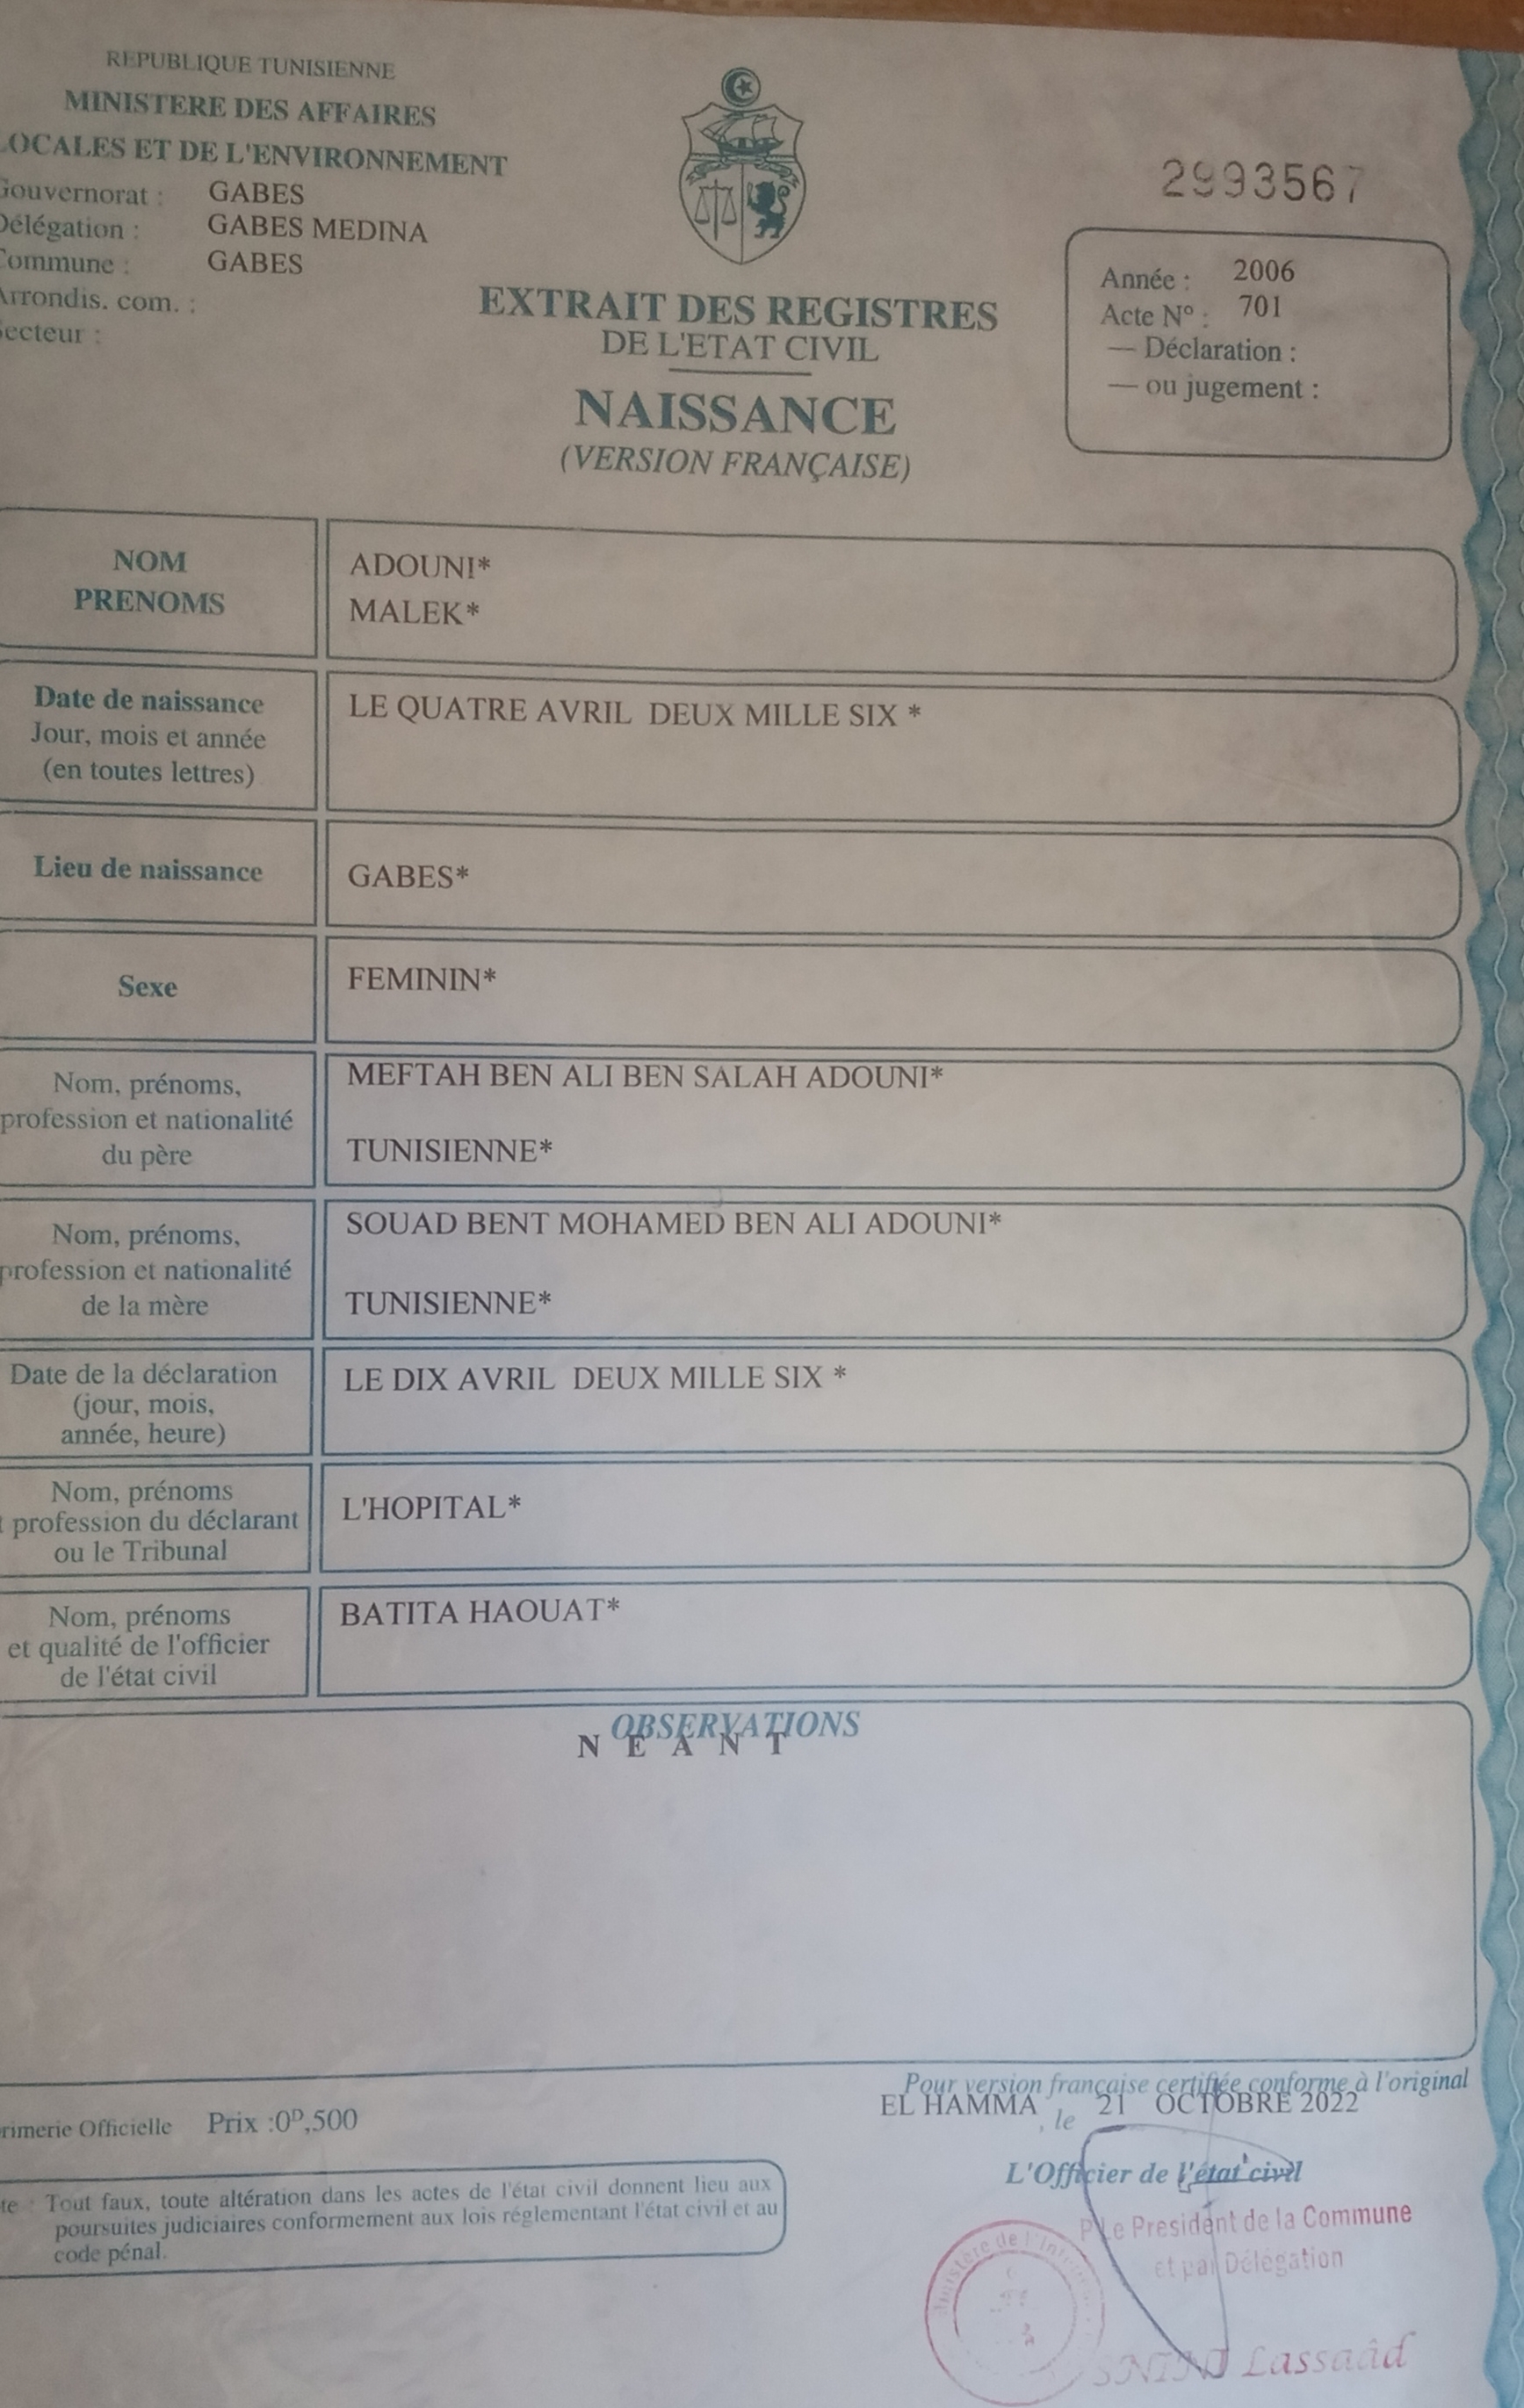 REPUBLIQUE TUNISIENNE
MINISTERE DES AFFAIRES
LOCALES ET DE L'ENVIRONNEMENT
Gouvernorat : GABES
Délégation : GABES MEDINA
Commune : GABES
Arrondis. com. :
Secteur :
2993567
Année : 2006
Acte N° : 701
— Déclaration :
— ou jugement :
EXTRAIT DES REGISTRES
DE L'ETAT CIVIL
NAISSANCE
(VERSION FRANÇAISE)
NOM
PRENOMS
ADOUNI*
MALEK*
Date de naissance
Jour, mois et année
(en toutes lettres)
LE QUATRE AVRIL DEUX MILLE SIX *
Lieu de naissance
GABES*
Sexe
FEMININ*
Nom, prénoms,
profession et nationalité
du père
MEFTAH BEN ALI BEN SALAH ADOUNI*
TUNISIENNE*
Nom, prénoms,
profession et nationalité
de la mère
SOUAD BENT MOHAMED BEN ALI ADOUNI*
TUNISIENNE*
Date de la déclaration
(jour, mois,
année, heure)
LE DIX AVRIL DEUX MILLE SIX *
Nom, prénoms
t profession du déclarant
ou le Tribunal
L'HOPITAL*
Nom, prénoms
et qualité de l'officier
de l'état civil
BATITA HAOUAT*
OBSERVATIONS
N E A N T
Pour version française certifiée conforme à l'original
EL HAMMA , le 21 OCTOBRE 2022
rimerie Officielle Prix :0D,500
L'Officier de l'état civil
te : Tout faux, toute altération dans les actes de l'état civil donnent lieu aux
poursuites judiciaires conformement aux lois réglementant l'état civil et au
code pénal.
P/Le President de la Commune
et par Délégation
Ministère de l'Intérieur
SNINI Lassaâd